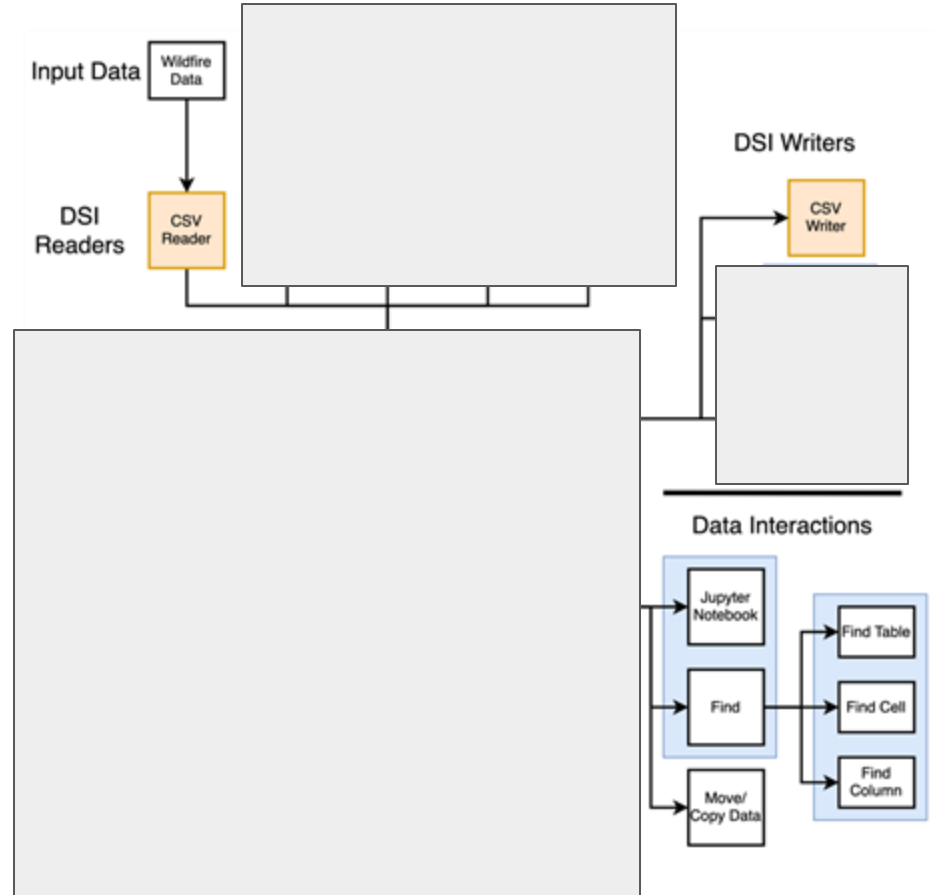 Input Data
Wildfire
Data
DSI Writers
DSI
Readers
CSV
Reader
CSV
Writer
Data Interactions
Jupyter
Notebook
Find Table
Find
Find Cell
Find
Column
Move/
Copy Data